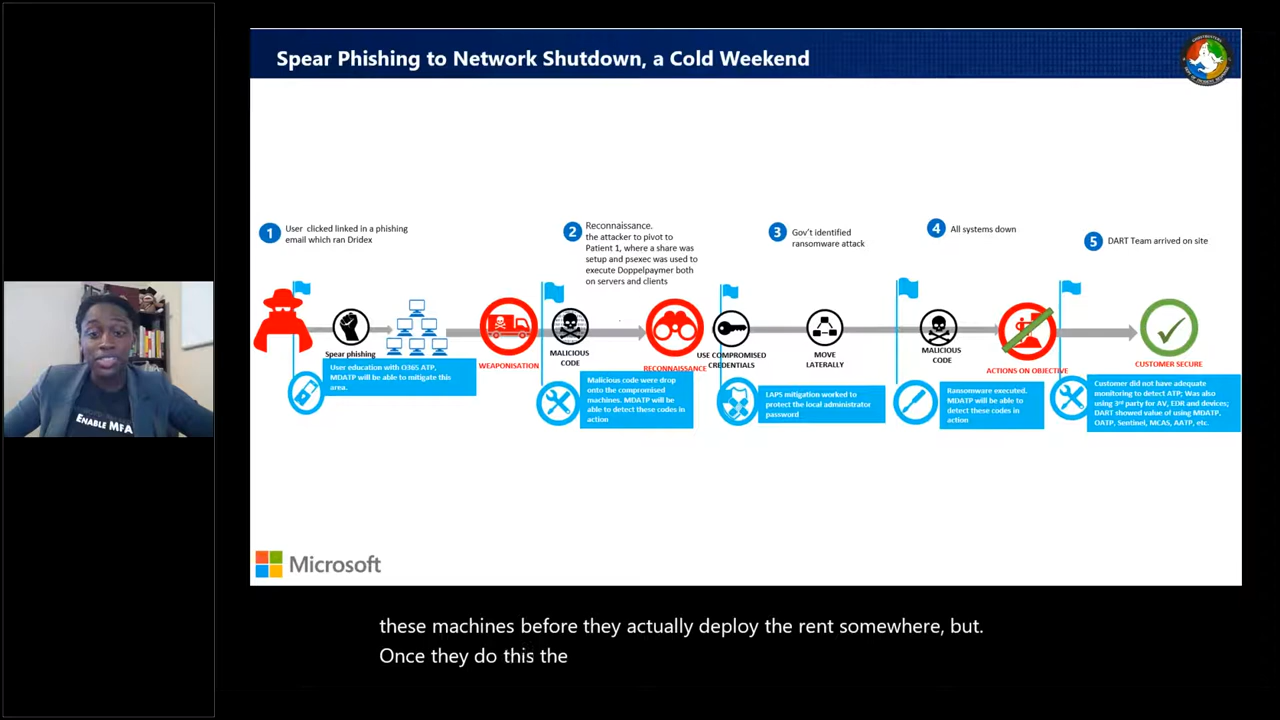 Spear Phishing to Network Shutdown, a Cold Weekend
1
User clicked linked in a phishing
email which ran Dridex
2
Reconnaissance.
the attacker to pivot to
Patient 1, where a share was
setup and psexec was used to
execute Doppelpaymer both
on servers and clients
3
Gov't identified
ransomware attack
4
All systems down
5
DART Team arrived on site
Spear phishing
WEAPONISATION
MALICIOUS
CODE
RECONNAISSANCE
USE COMPROMISED
CREDENTIALS
MOVE
LATERALLY
MALICIOUS
CODE
ACTIONS ON OBJECTIVE
CUSTOMER SECURE
User education with O365 ATP,
MDATP will be able to mitigate this
area.
Malicious code were drop
onto the compromised
machines. MDATP will be
able to detect these codes in
action
LAPS mitigation worked to
protect the local administrator
password
Ransomware executed.
MDATP will be able to
detect these codes in
action
Customer did not have adequate
monitoring to detect ATP; Was also
using 3rd party for AV, EDR and devices;
DART showed value of using MDATP,
OATP, Sentinel, MCAS, AATP, etc.
ENABLE MFA
Microsoft
these machines before they actually deploy the rent somewhere, but.
Once they do this the